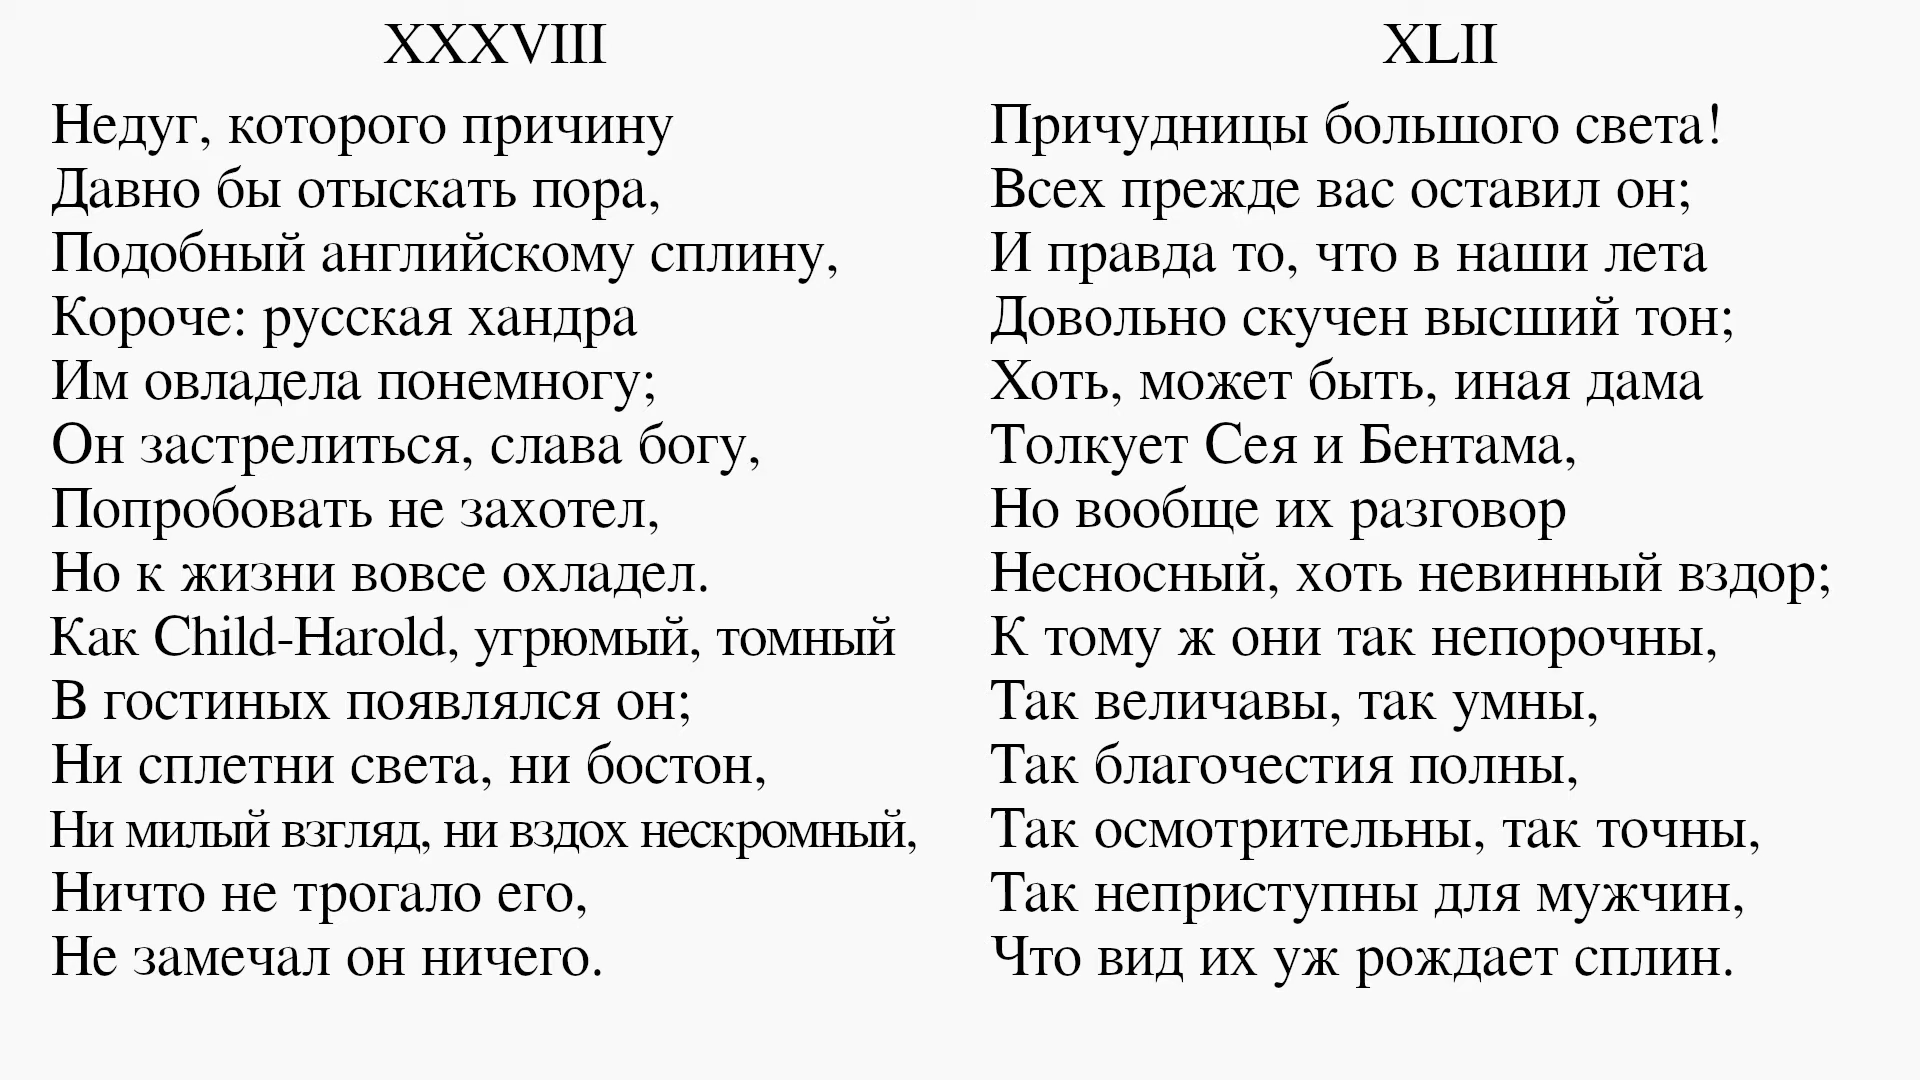 XXXVIII
Недуг, которого причину
Давно бы отыскать пора,
Подобный английскому сплину,
Короче: русская хандра
Им овладела понемногу;
Он застрелиться, слава богу,
Попробовать не захотел,
Но к жизни вовсе охладел.
Как Child-Harold, угрюмый, томный
В гостиных появлялся он;
Ни сплетни света, ни бостон,
Ни милый взгляд, ни вздох нескромный,
Ничто не трогало его,
Не замечал он ничего.
XLII
Причудницы большого света!
Всех прежде вас оставил он;
И правда то, что в наши лета
Довольно скучен высший тон;
Хоть, может быть, иная дама
Толкует Сея и Бентама,
Но вообще их разговор
Несносный, хоть невинный вздор;
К тому ж они так непорочны,
Так величавы, так умны,
Так благочестия полны,
Так осмотрительны, так точны,
Так неприступны для мужчин,
Что вид их уж рождает сплин.